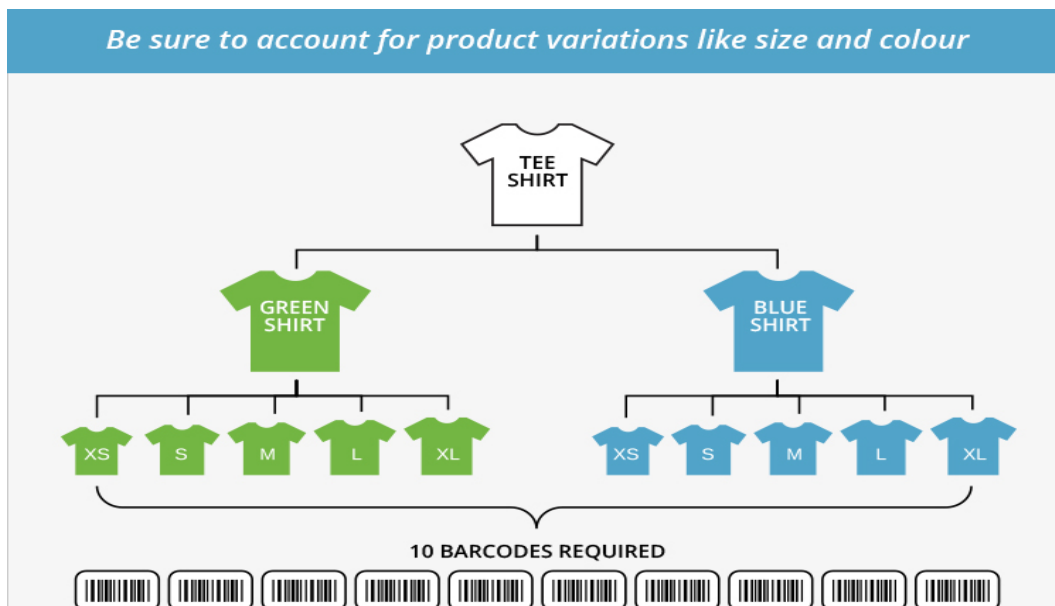 Be sure to account for product variations like size and colour
TEE
SHIRT
GREEN
SHIRT
BLUE
SHIRT
XS
S
M
L
XL
XS
S
M
L
XL
10 BARCODES REQUIRED